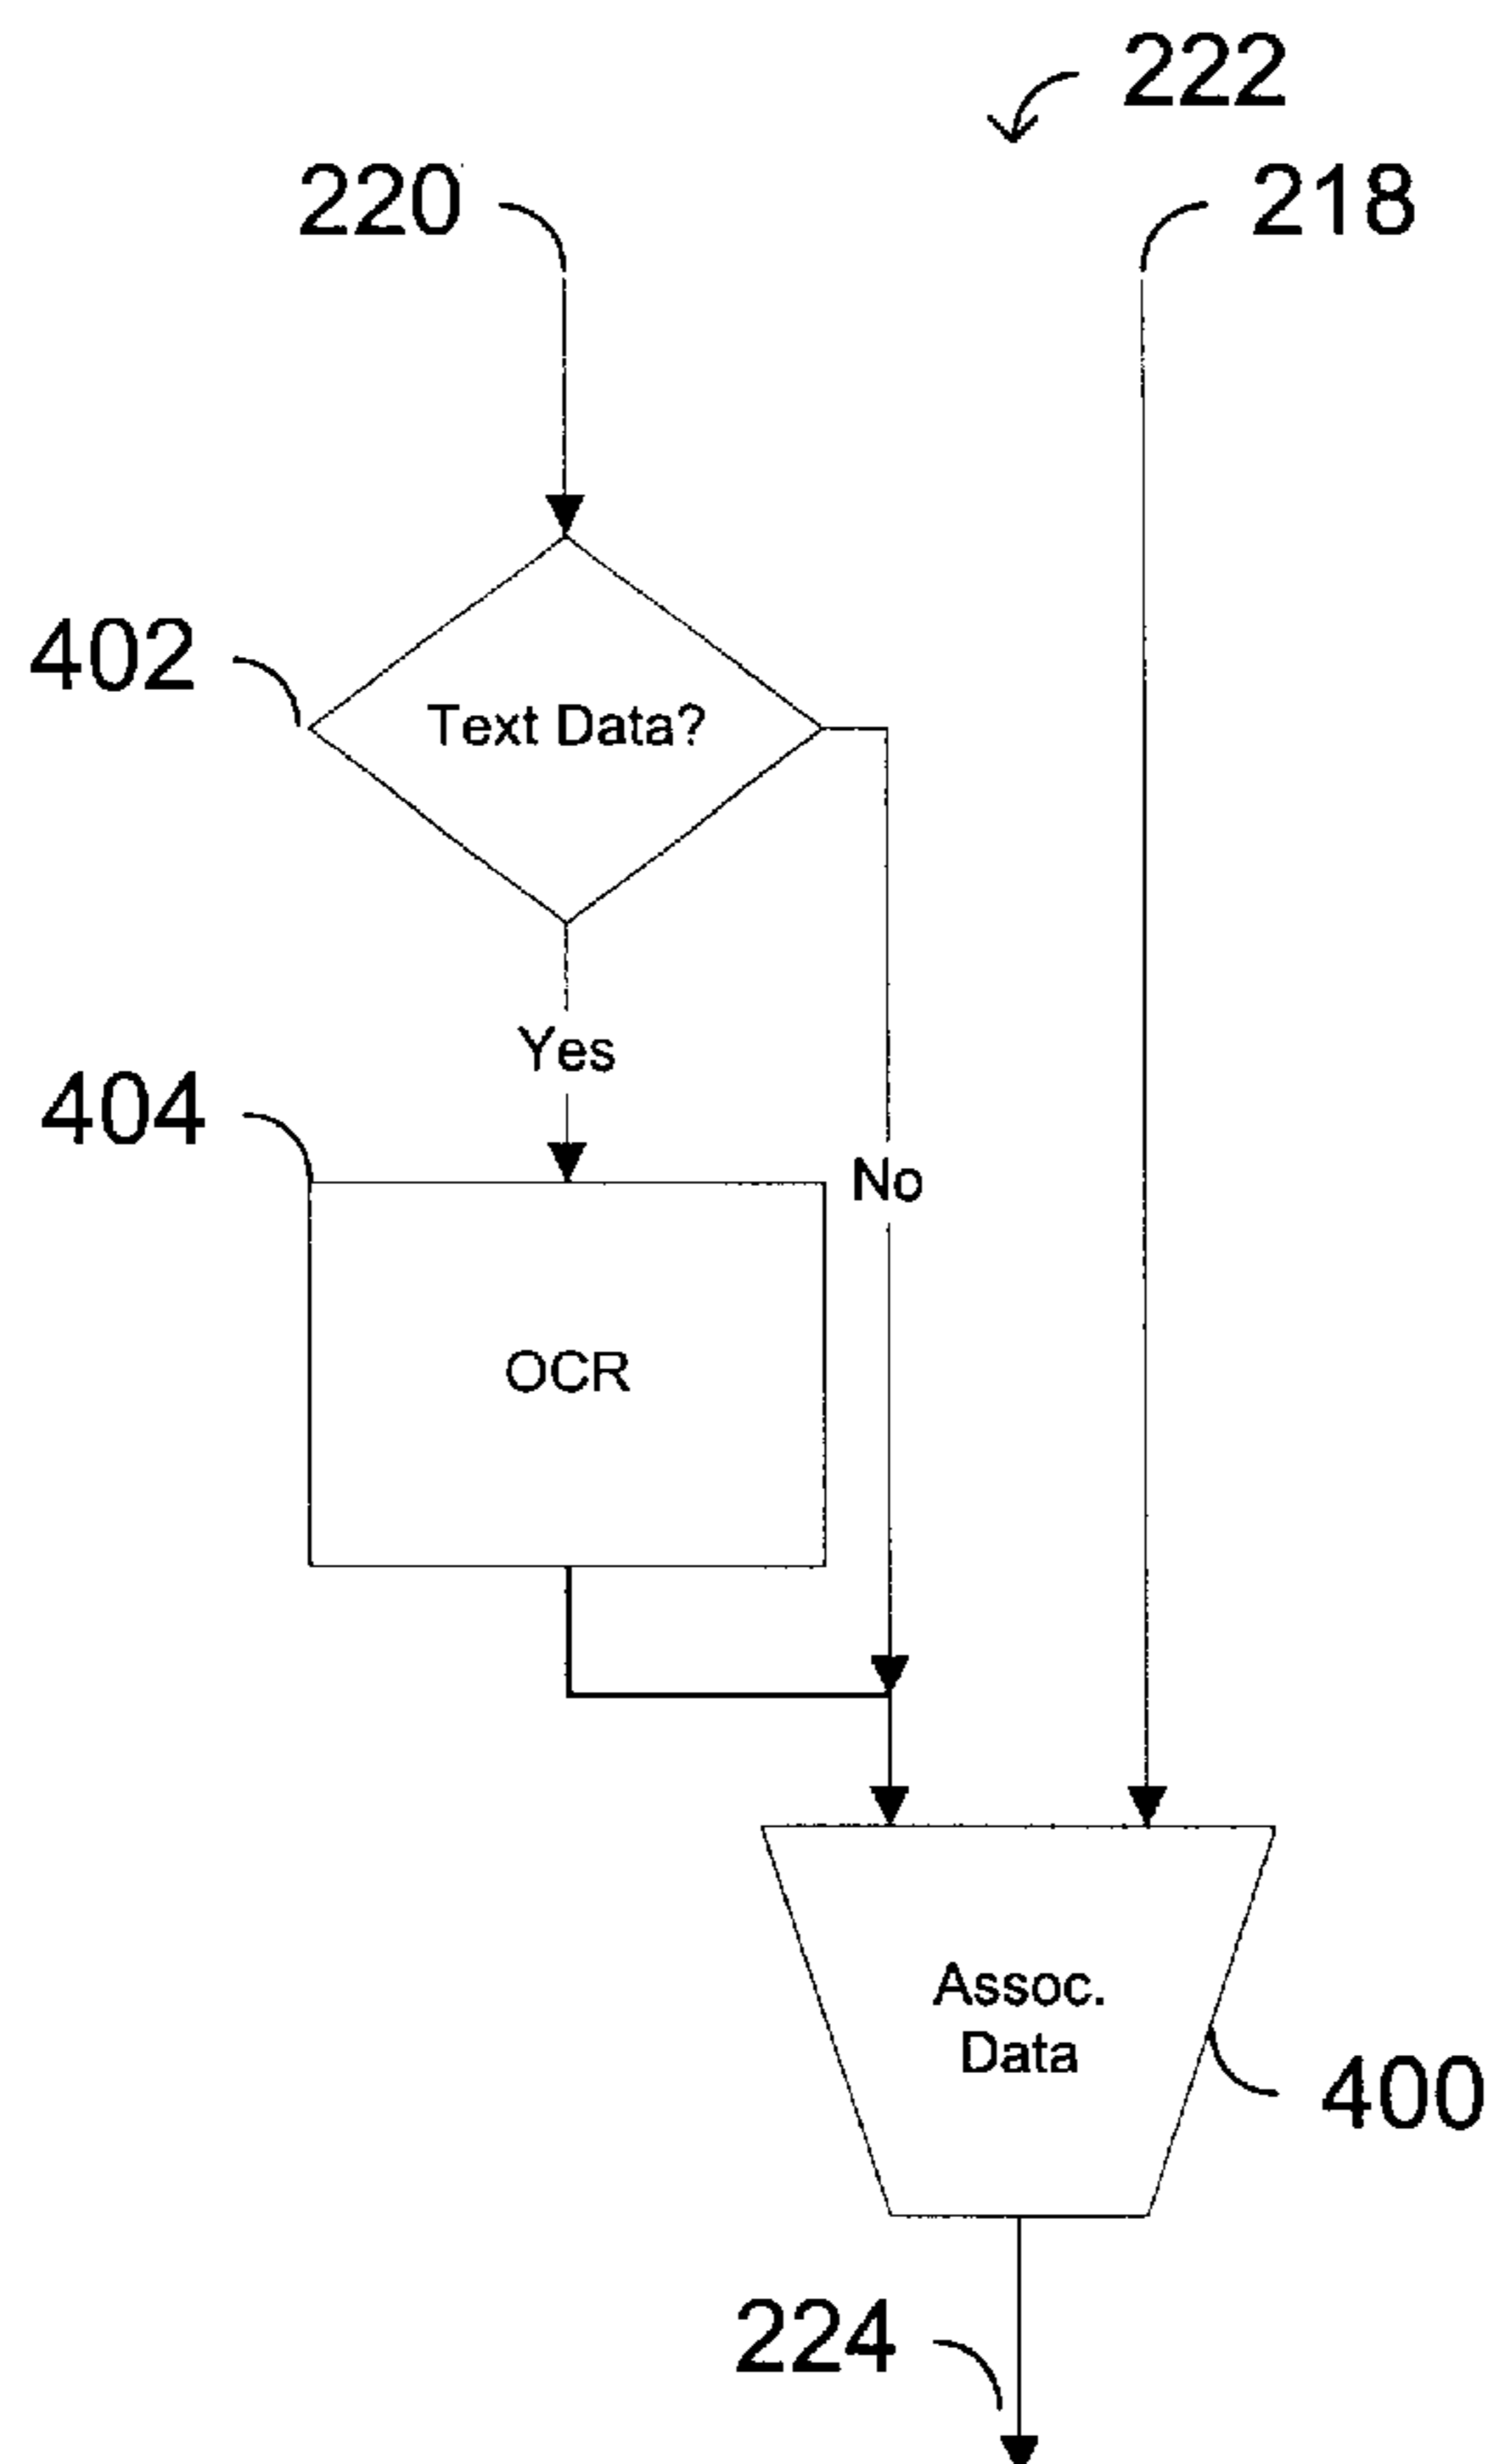 222
220
218
402
Text Data?
Yes
404
No
OCR
Assoc.
Data
400
224